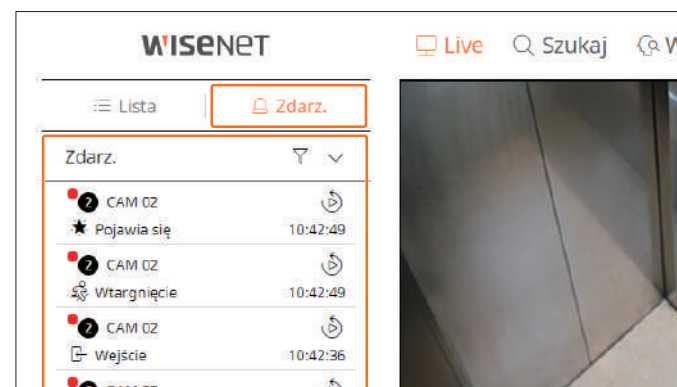 WISENET
Live Szukaj
Lista Zdarz.
Zdarz.
2 CAM 02
Pojawia się 10:42:49
2 CAM 02
Wtargnięcie 10:42:49
2 CAM 02
Wejście 10:42:36